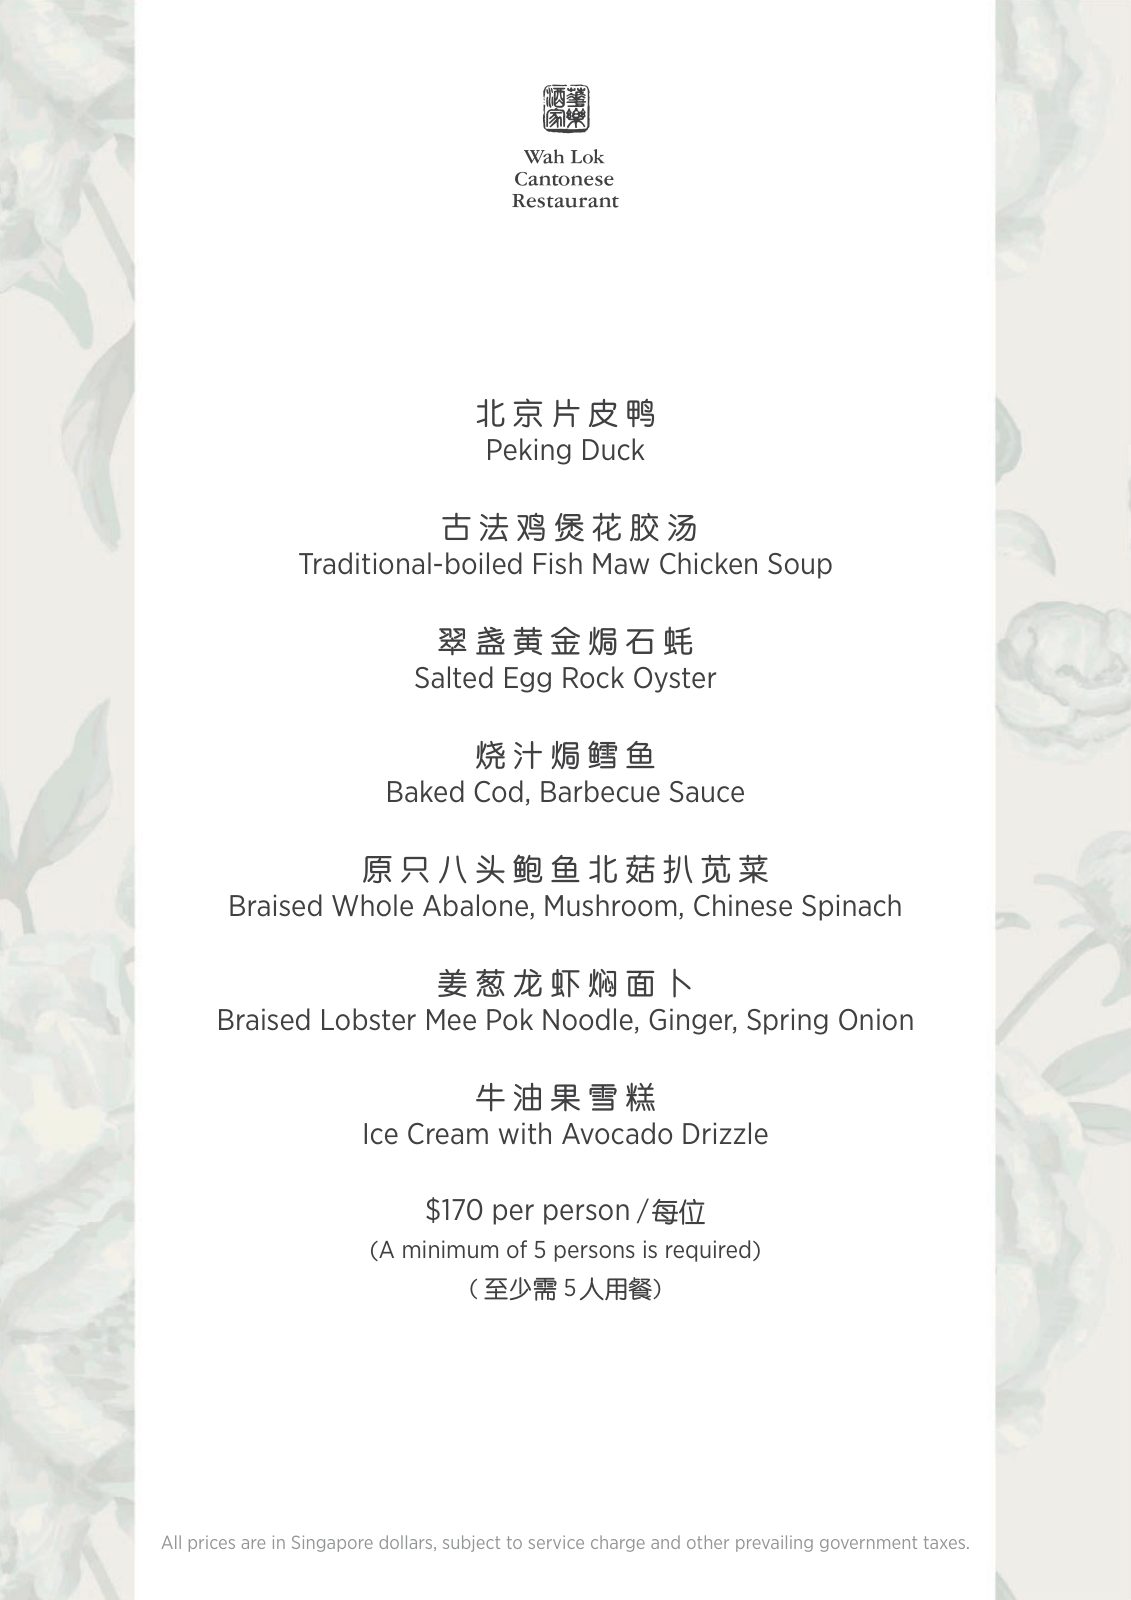 華樂
酒家
Wah Lok
Cantonese
Restaurant
北京片皮鸭
Peking Duck
古法鸡煲花胶汤
Traditional-boiled Fish Maw Chicken Soup
翠盏黄金焗石蚝
Salted Egg Rock Oyster
烧汁焗鳕鱼
Baked Cod, Barbecue Sauce
原只八头鲍鱼北菇扒苋菜
Braised Whole Abalone, Mushroom, Chinese Spinach
姜葱龙虾焖面卜
Braised Lobster Mee Pok Noodle, Ginger, Spring Onion
牛油果雪糕
Ice Cream with Avocado Drizzle
$170 per person /每位
(A minimum of 5 persons is required)
( 至少需 5人用餐)
All prices are in Singapore dollars, subject to service charge and other prevailing government taxes.